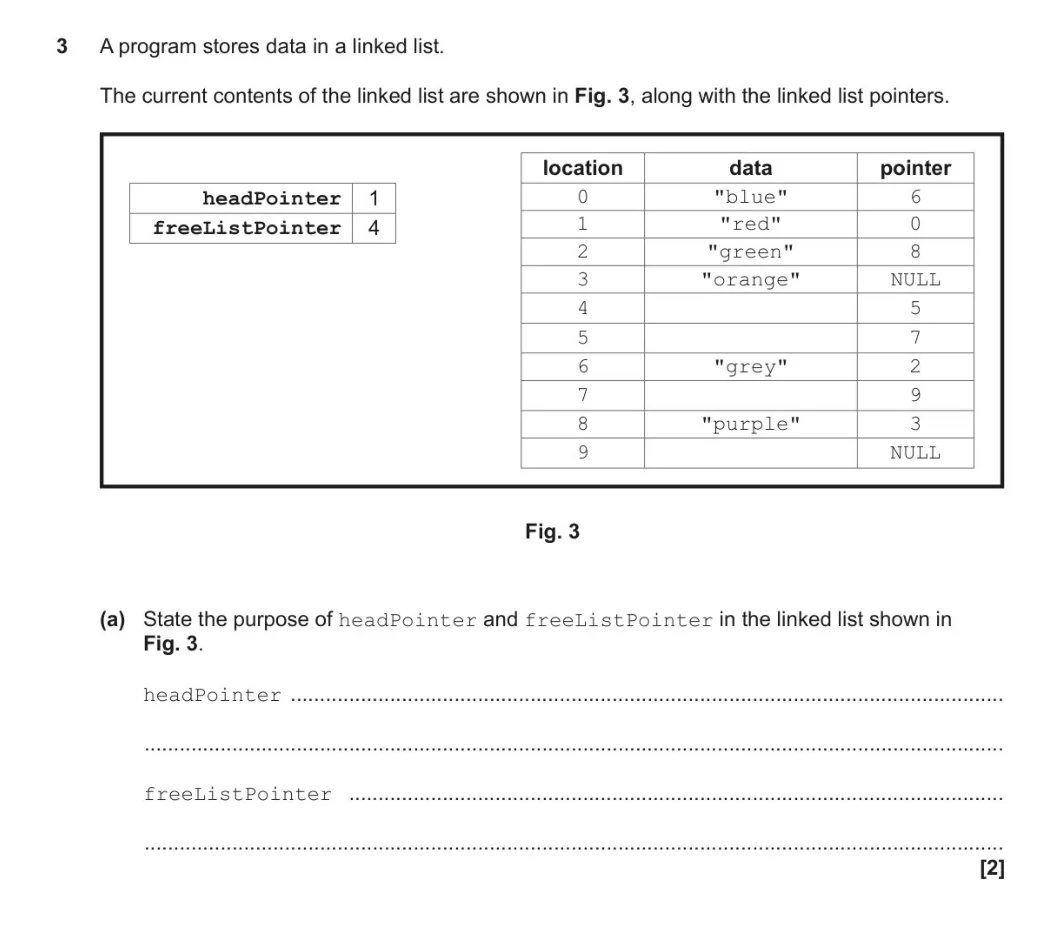 3 A program stores data in a linked list.
The current contents of the linked list are shown in Fig. 3, along with the linked list pointers.
headPointer 1
freeListPointer 4
location data pointer
0 "blue" 6
1 "red" 0
2 "green" 8
3 "orange" NULL
4 5
5 7
6 "grey" 2
7 9
8 "purple" 3
9 NULL
Fig. 3
(a) State the purpose of headPointer and freeListPointer in the linked list shown in
Fig. 3.
headPointer ..........................................................................................................................
...................................................................................................................................................
freeListPointer ................................................................................................................
...................................................................................................................................................
[2]